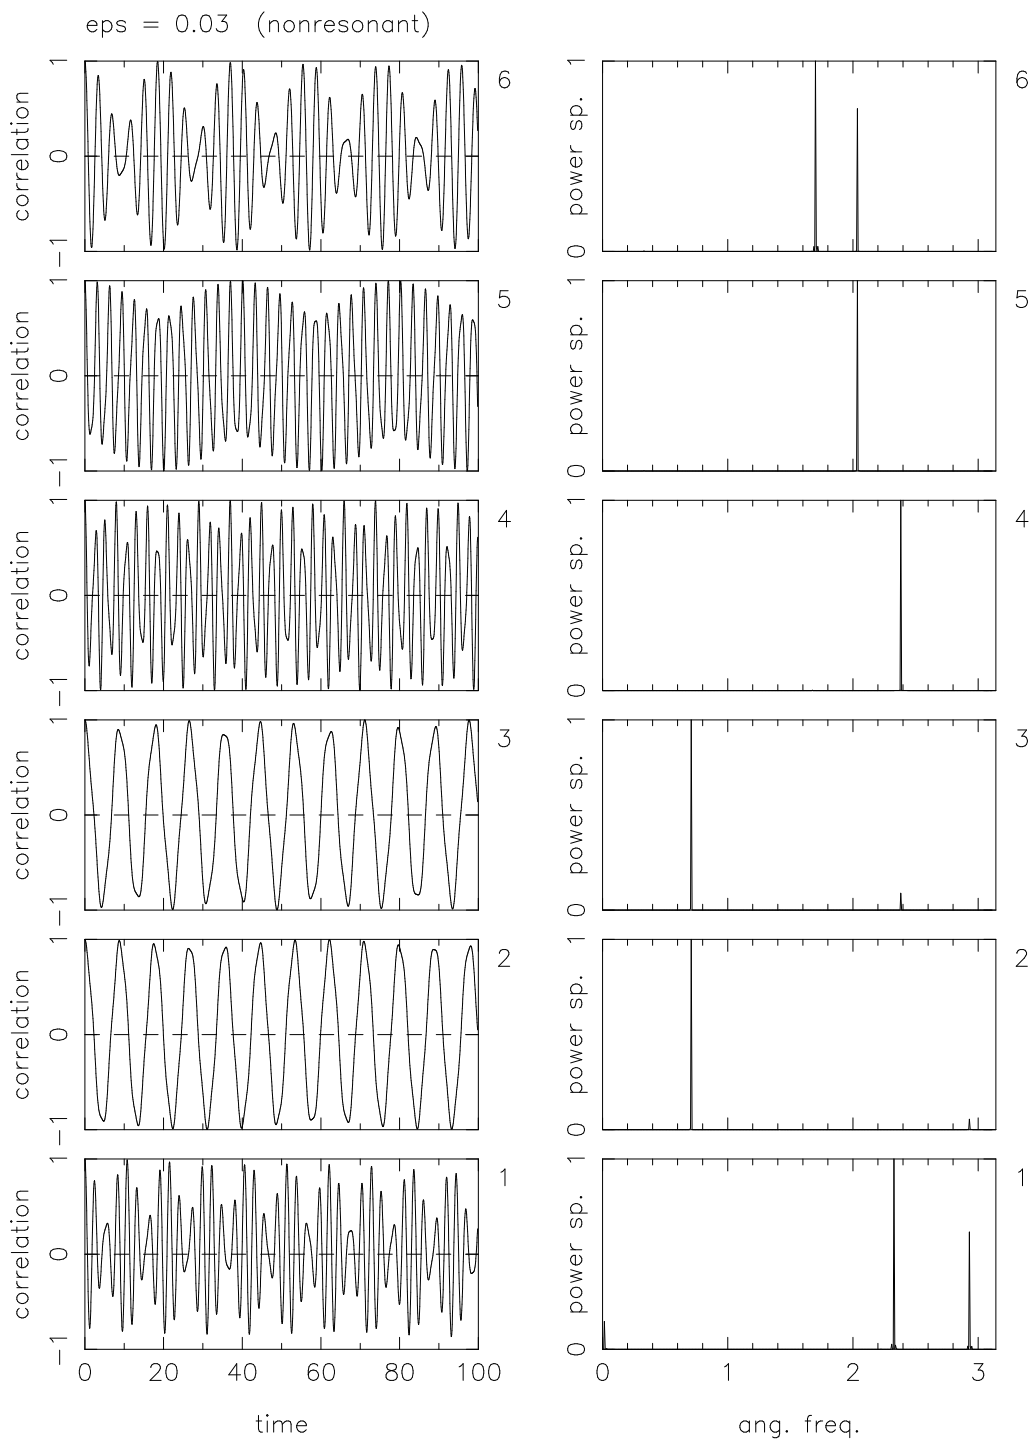 eps = 0.03 (nonresonant)
correlation
1
0
−1
6
power sp.
1
0
6
correlation
1
0
−1
5
power sp.
1
0
5
correlation
1
0
−1
4
power sp.
1
0
4
correlation
1
0
−1
3
power sp.
1
0
3
correlation
1
0
−1
2
power sp.
1
0
2
correlation
1
0
−1
1
power sp.
1
0
1
0 20 40 60 80 100
0 1 2 3
time
ang. freq.